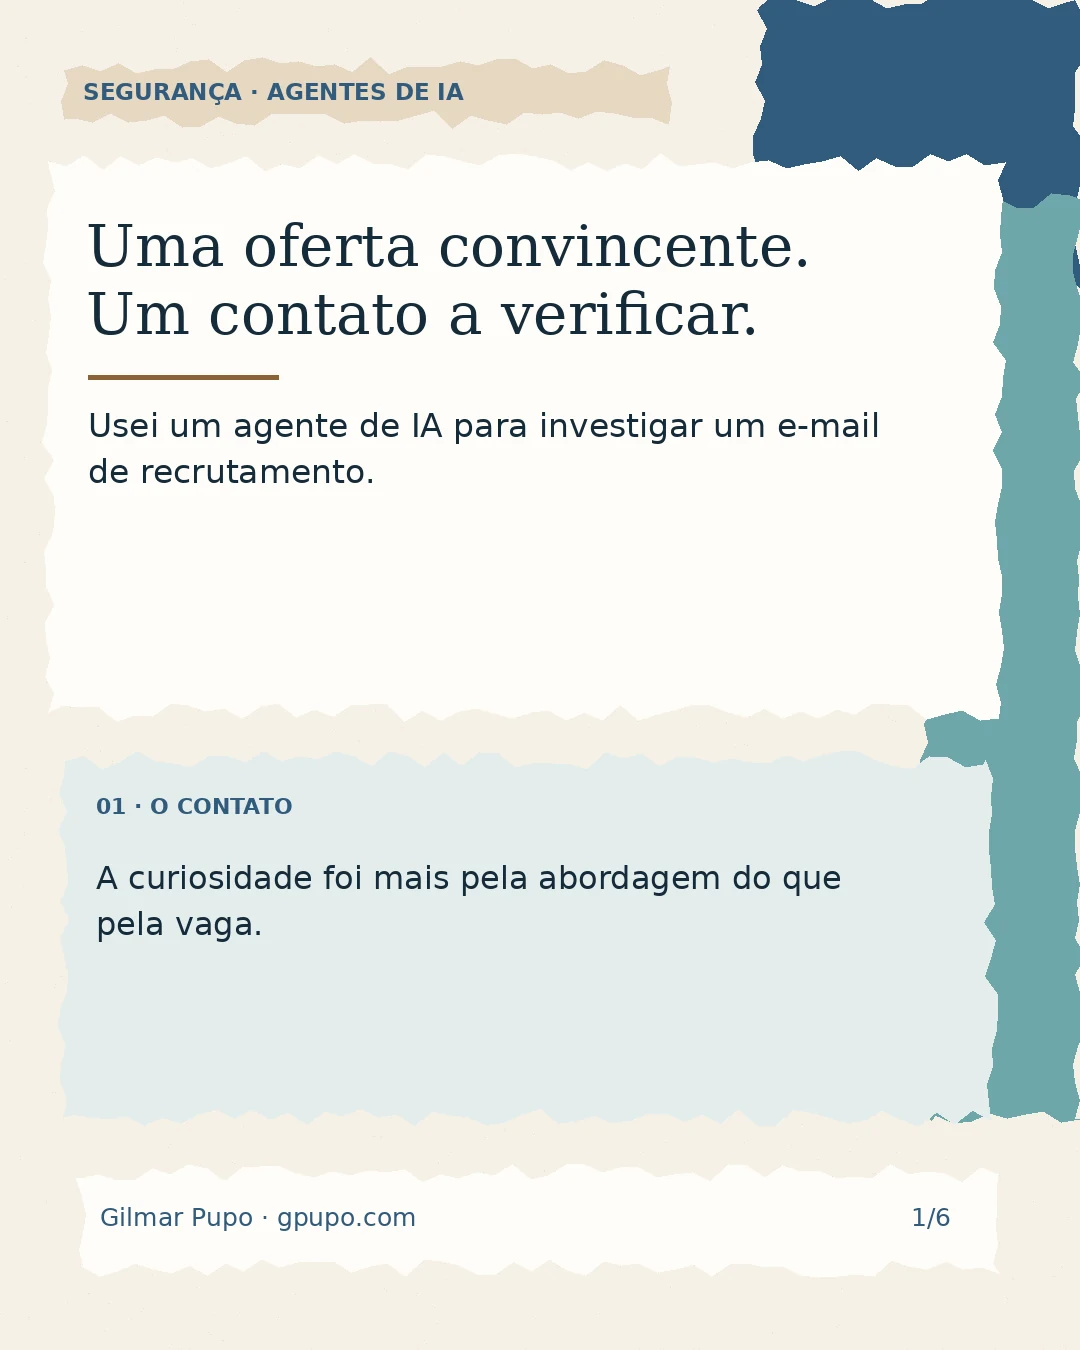 SEGURANÇA · AGENTES DE IA
Uma oferta convincente.
Um contato a verificar.
Usei um agente de IA para investigar um e-mail
de recrutamento.
01 · O CONTATO
A curiosidade foi mais pela abordagem do que
pela vaga.
Gilmar Pupo · gpupo.com
1/6